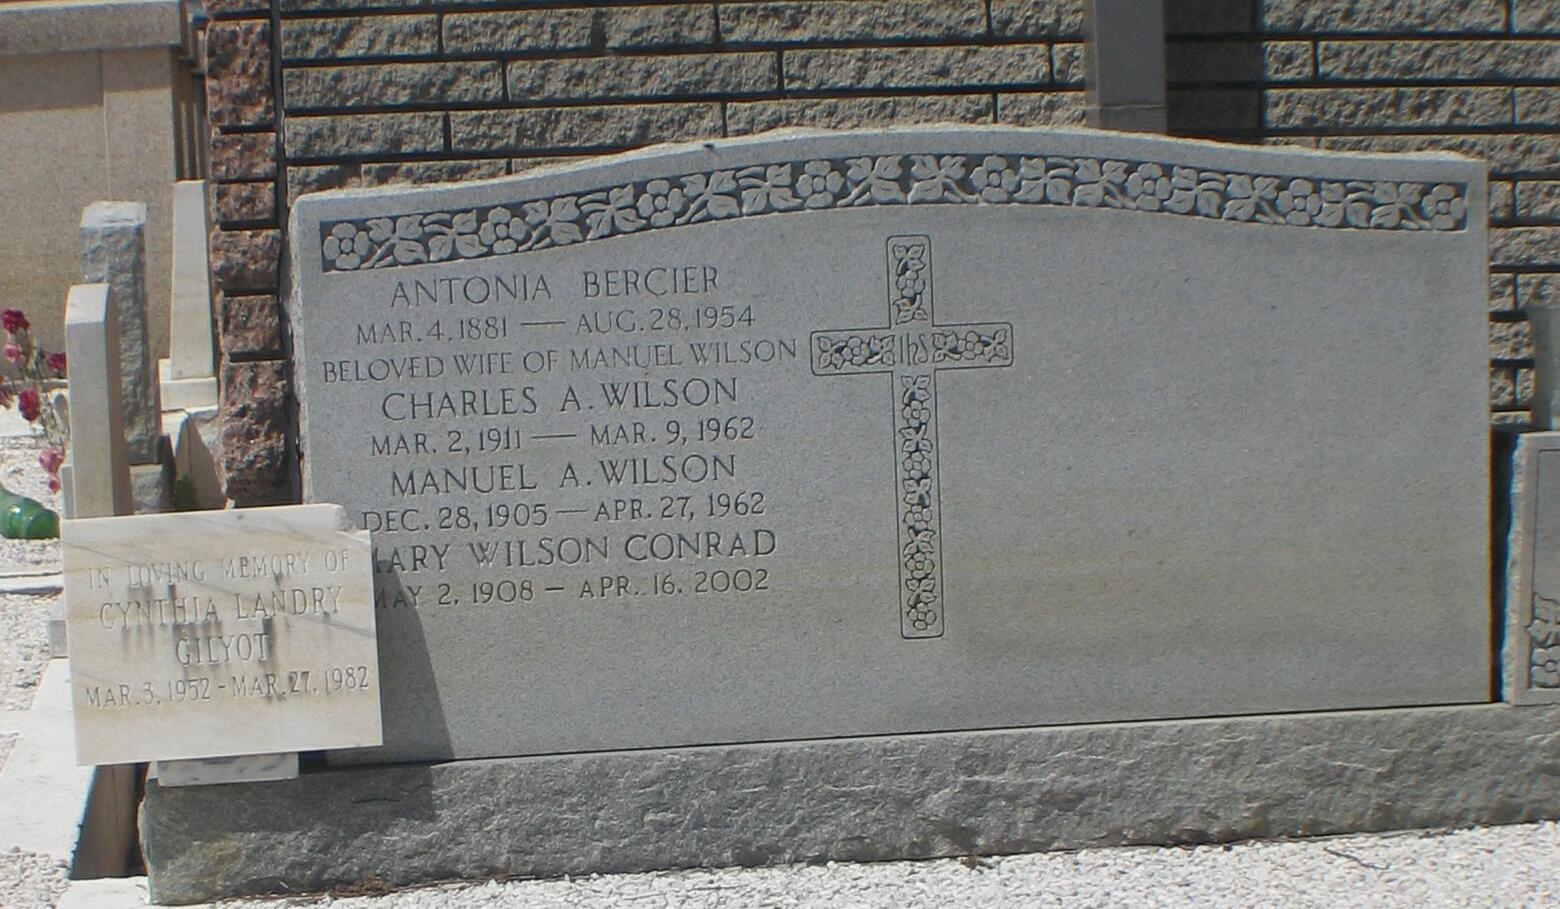 ANTONIA BERCIER
MAR. 4, 1881 — AUG. 28, 1954
BELOVED WIFE OF MANUEL WILSON
CHARLES A. WILSON
MAR. 2, 1911 — MAR. 9, 1962
MANUEL A. WILSON
DEC. 28, 1905 — APR. 27, 1962
MARY WILSON CONRAD
MAY 2, 1908 — APR. 16. 2002
IHS
IN LOVING MEMORY OF
CYNTHIA LANDRY
GILYOT
MAR. 3, 1952 - MAR. 27, 1982